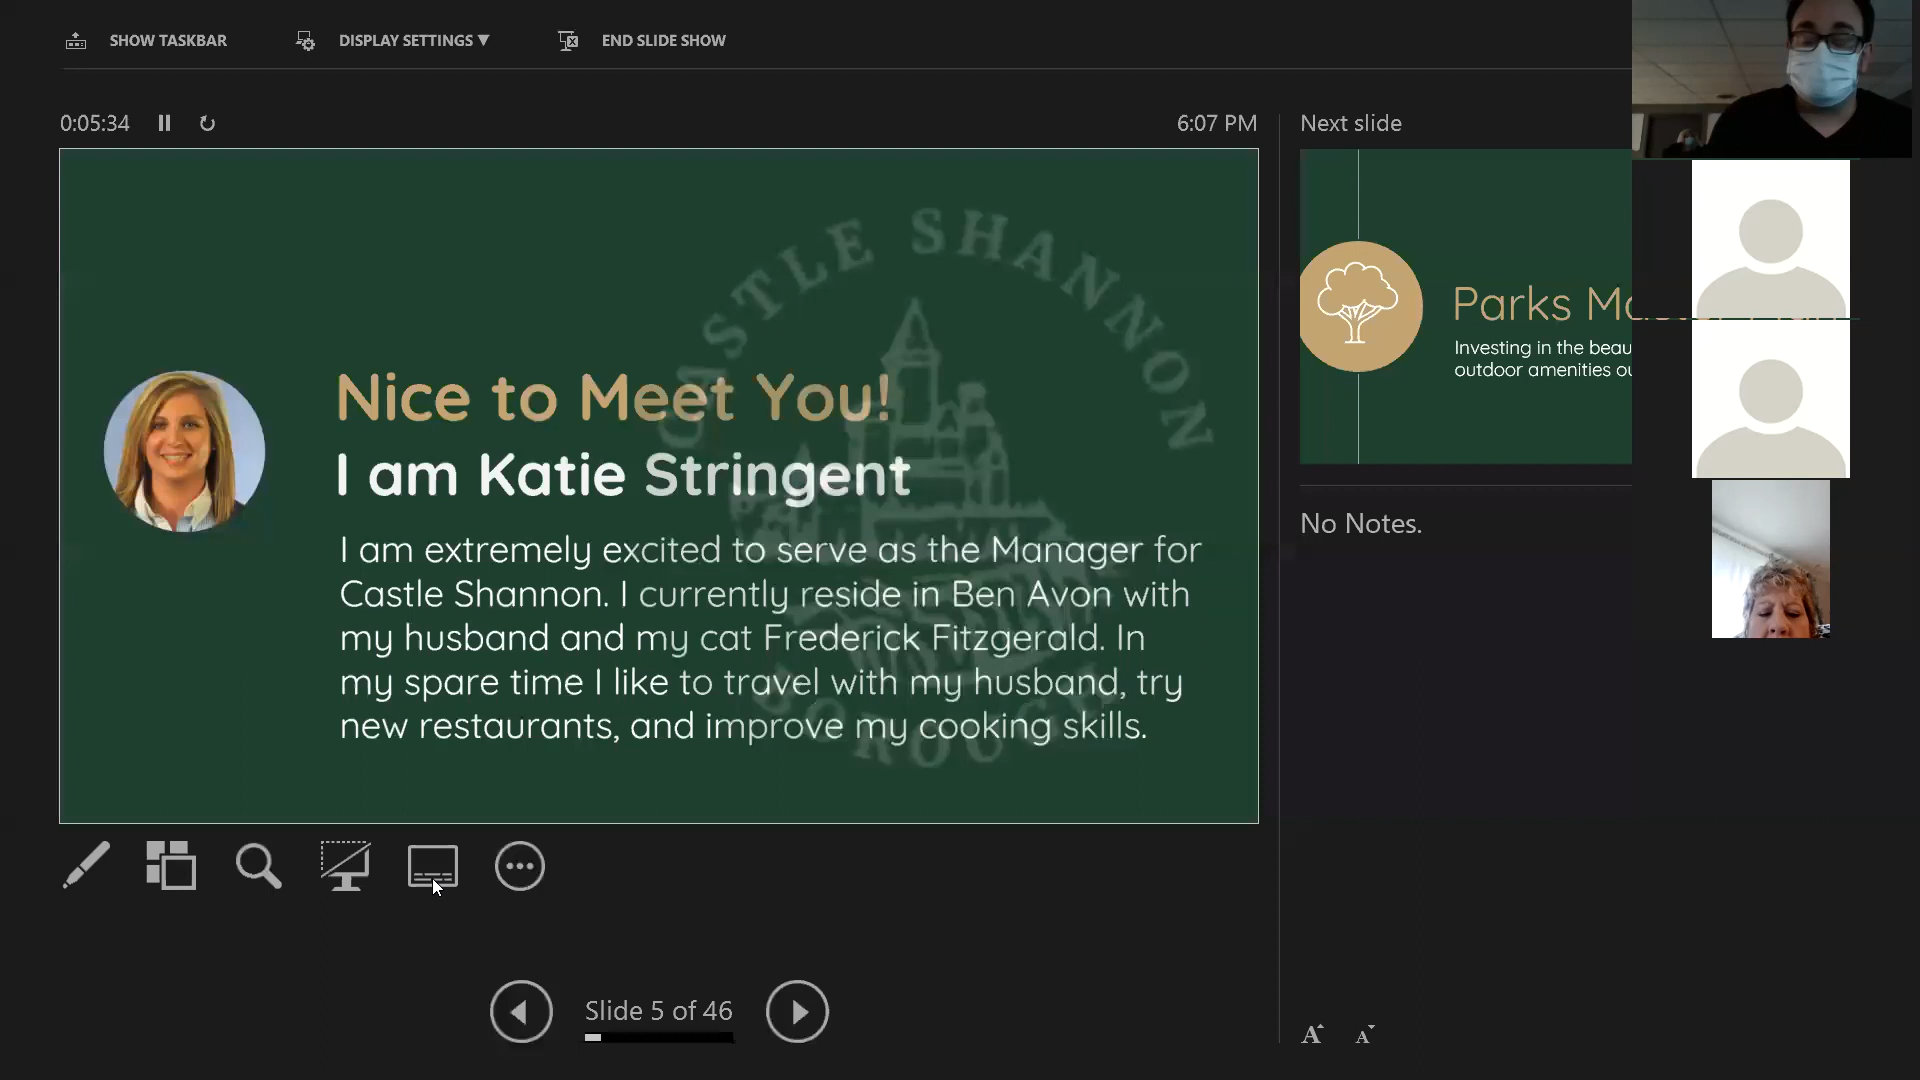 SHOW TASKBAR
DISPLAY SETTINGS ▼
END SLIDE SHOW
0:05:34
6:07 PM
Next slide
CASTLE SHANNON
BOROUGH
Nice to Meet You!
I am Katie Stringent
I am extremely excited to serve as the Manager for
Castle Shannon. I currently reside in Ben Avon with
my husband and my cat Frederick Fitzgerald. In
my spare time I like to travel with my husband, try
new restaurants, and improve my cooking skills.
Parks
Investing in the
outdoor amenities
No Notes.
Slide 5 of 46
A A